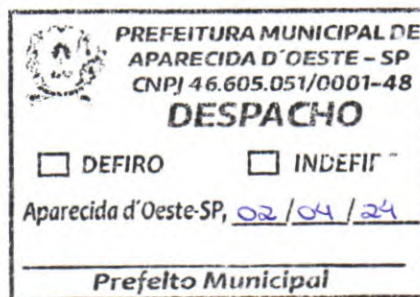 PREFEITURA MUNICIPAL DE
APARECIDA D´OESTE – SP
CNPJ 46.605.051/0001-48
DESPACHO
DEFIRO INDEFI
Aparecida d'Oeste-SP, 02/04/24
Prefeito Municipal